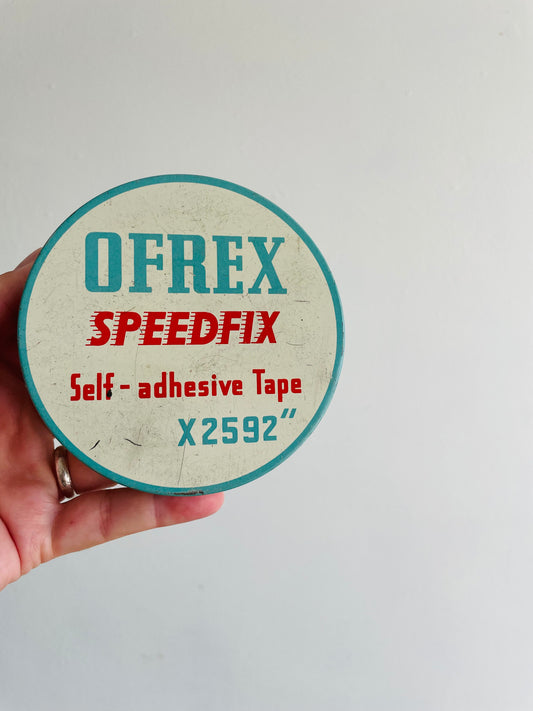 OFREX
SPEEDFIX
Self-adhesive Tape
X2592"